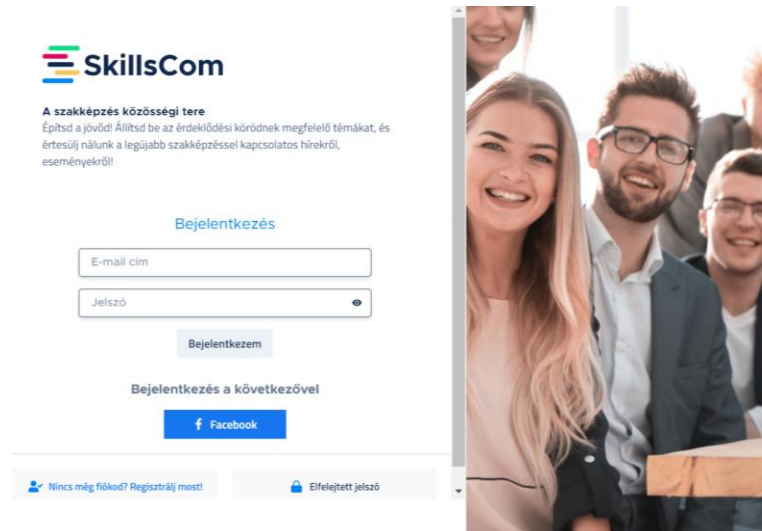 SkillsCom
A szakképzés közösségi tere
Építsd a jövőd! Állítsd be az érdeklődési körödnek megfelelő témákat, és
értesülj nálunk a legújabb szakképzéssel kapcsolatos hírekről,
eseményekről!
Bejelentkezés
E-mail cím
Jelszó
Bejelentkezem
Bejelentkezés a következővel
Facebook
Nincs még fiókod? Regisztrálj most!
Elfelejtett jelszó